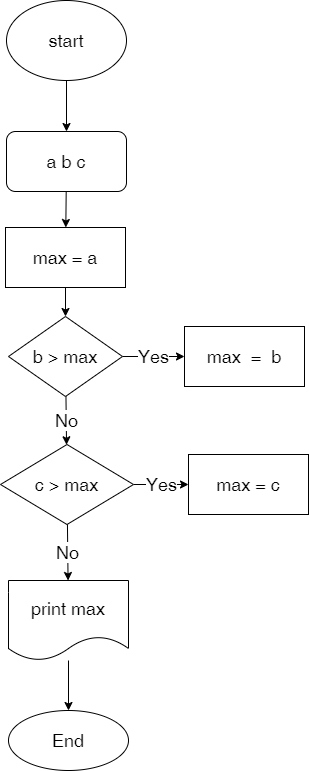 start
a b c
max = a
b > max
Yes
max = b
No
c > max
Yes
max = c
No
print max
End